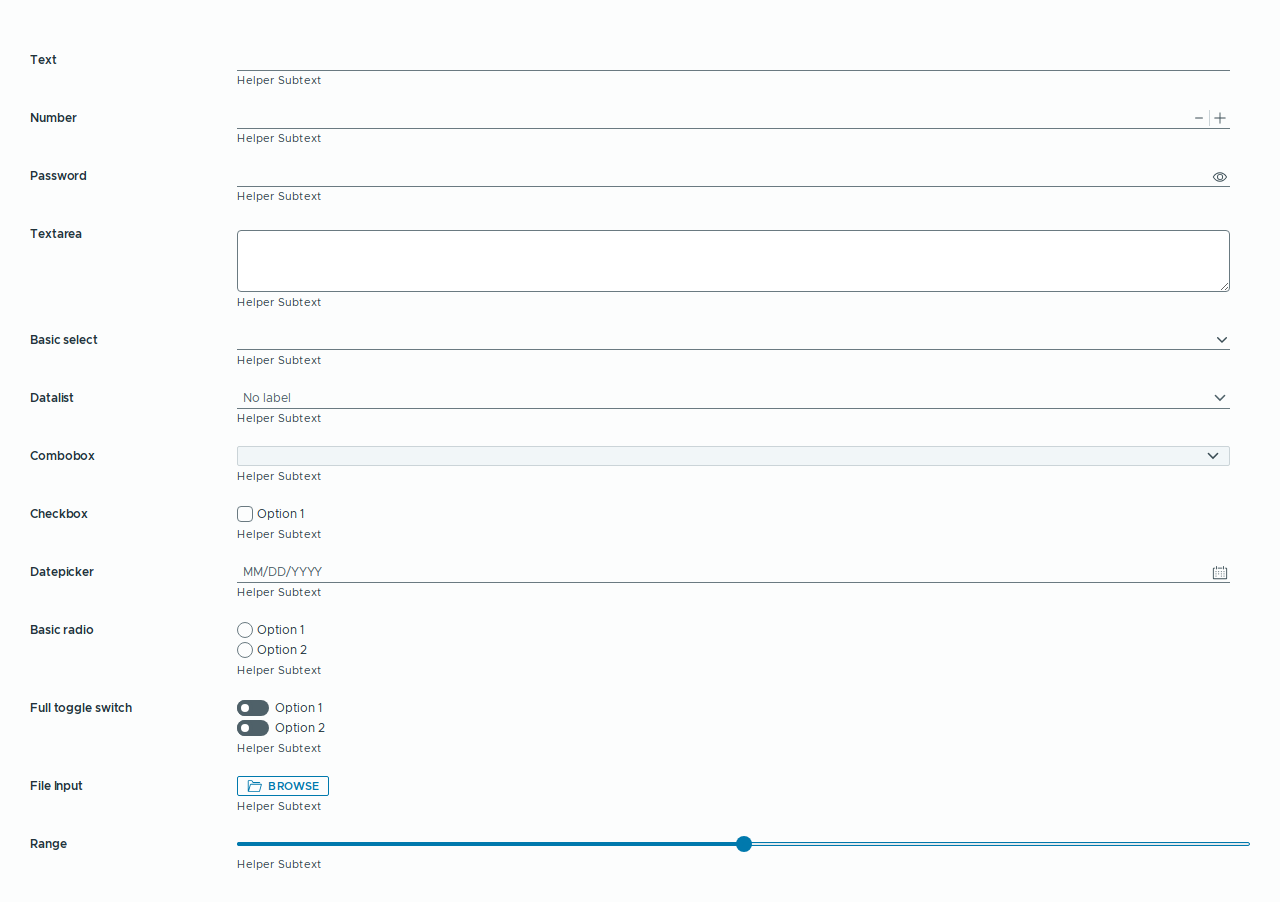 Text
Helper Subtext
Number
Helper Subtext
Password
Helper Subtext
Textarea
Helper Subtext
Basic select
Helper Subtext
Datalist
No label
Helper Subtext
Combobox
Helper Subtext
Checkbox
Option 1
Helper Subtext
Datepicker
MM/DD/YYYY
Helper Subtext
Basic radio
Option 1
Option 2
Helper Subtext
Full toggle switch
Option 1
Option 2
Helper Subtext
File Input
BROWSE
Helper Subtext
Range
Helper Subtext